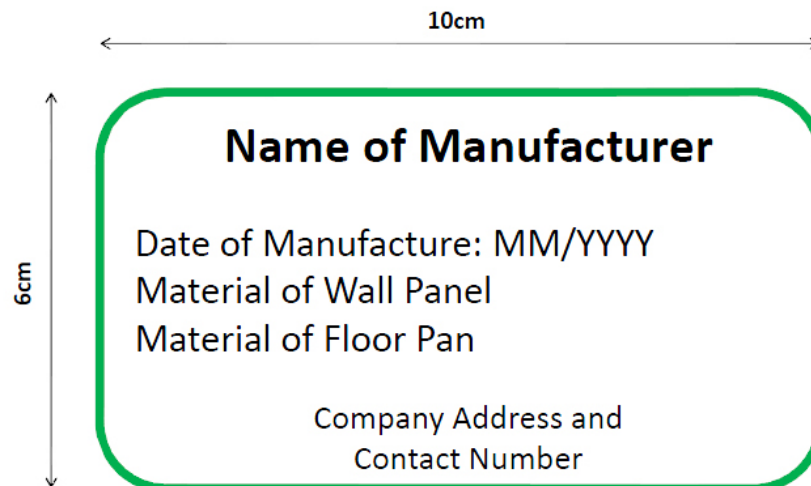 10cm
6cm
Name of Manufacturer
Date of Manufacture: MM/YYYY
Material of Wall Panel
Material of Floor Pan
Company Address and
Contact Number